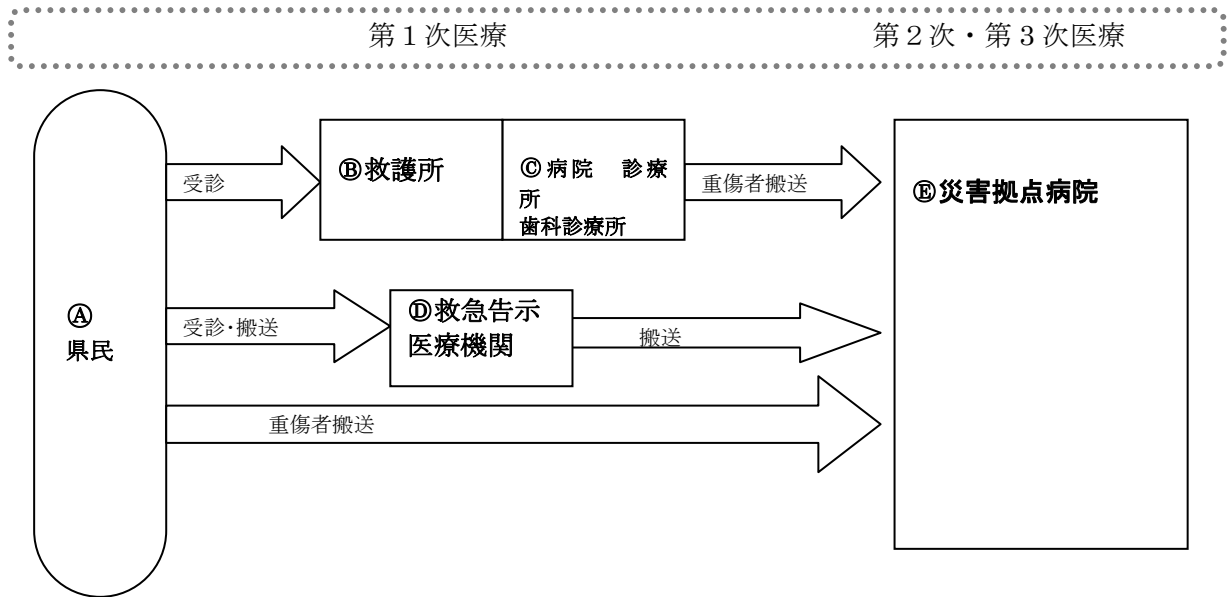 第１次医療
第２次・第３次医療
Ⓐ
県民
受診
Ⓑ救護所
Ⓒ病院 診療
所
歯科診療所
重傷者搬送
Ⓔ災害拠点病院
受診・搬送
Ⓓ救急告示
医療機関
搬送
重傷者搬送